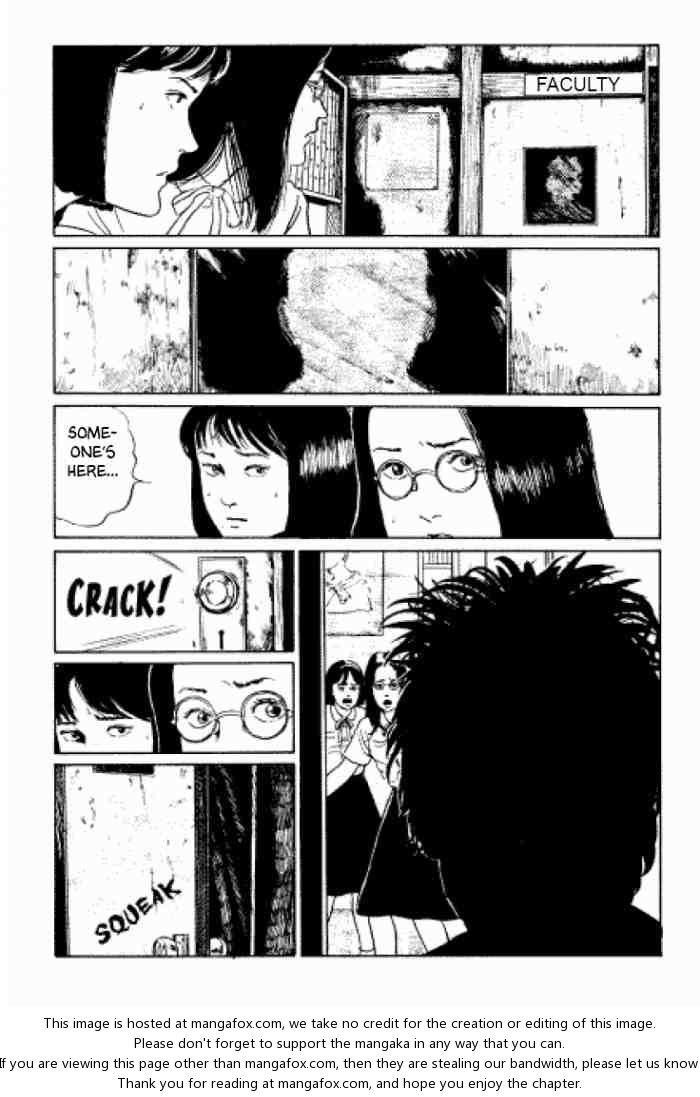 FACULTY
SOME-
ONE'S
HERE...
CRACK!
SQUEAK
This image is hosted at mangafox.com, we take no credit for the creation or editing of this image.
Please don't forget to support the mangaka in any way that you can.
If you are viewing this page other than mangafox.com, then they are stealing our bandwidth, please let us know
Thank you for reading at mangafox.com, and hope you enjoy the chapter.